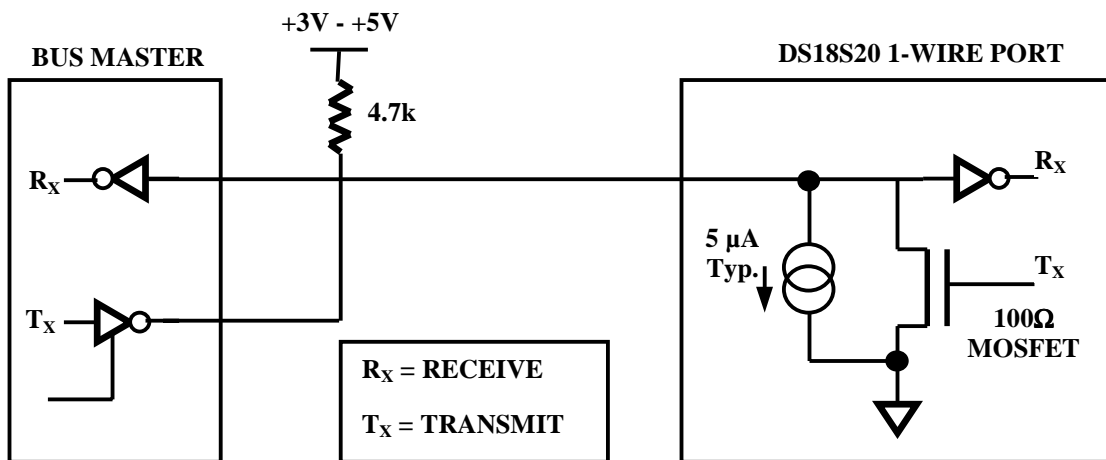 +3V - +5V
BUS MASTER
DS18S20 1-WIRE PORT
4.7k
RX
RX
5 µA
Typ.
TX
TX
100Ω
MOSFET
RX = RECEIVE
TX = TRANSMIT